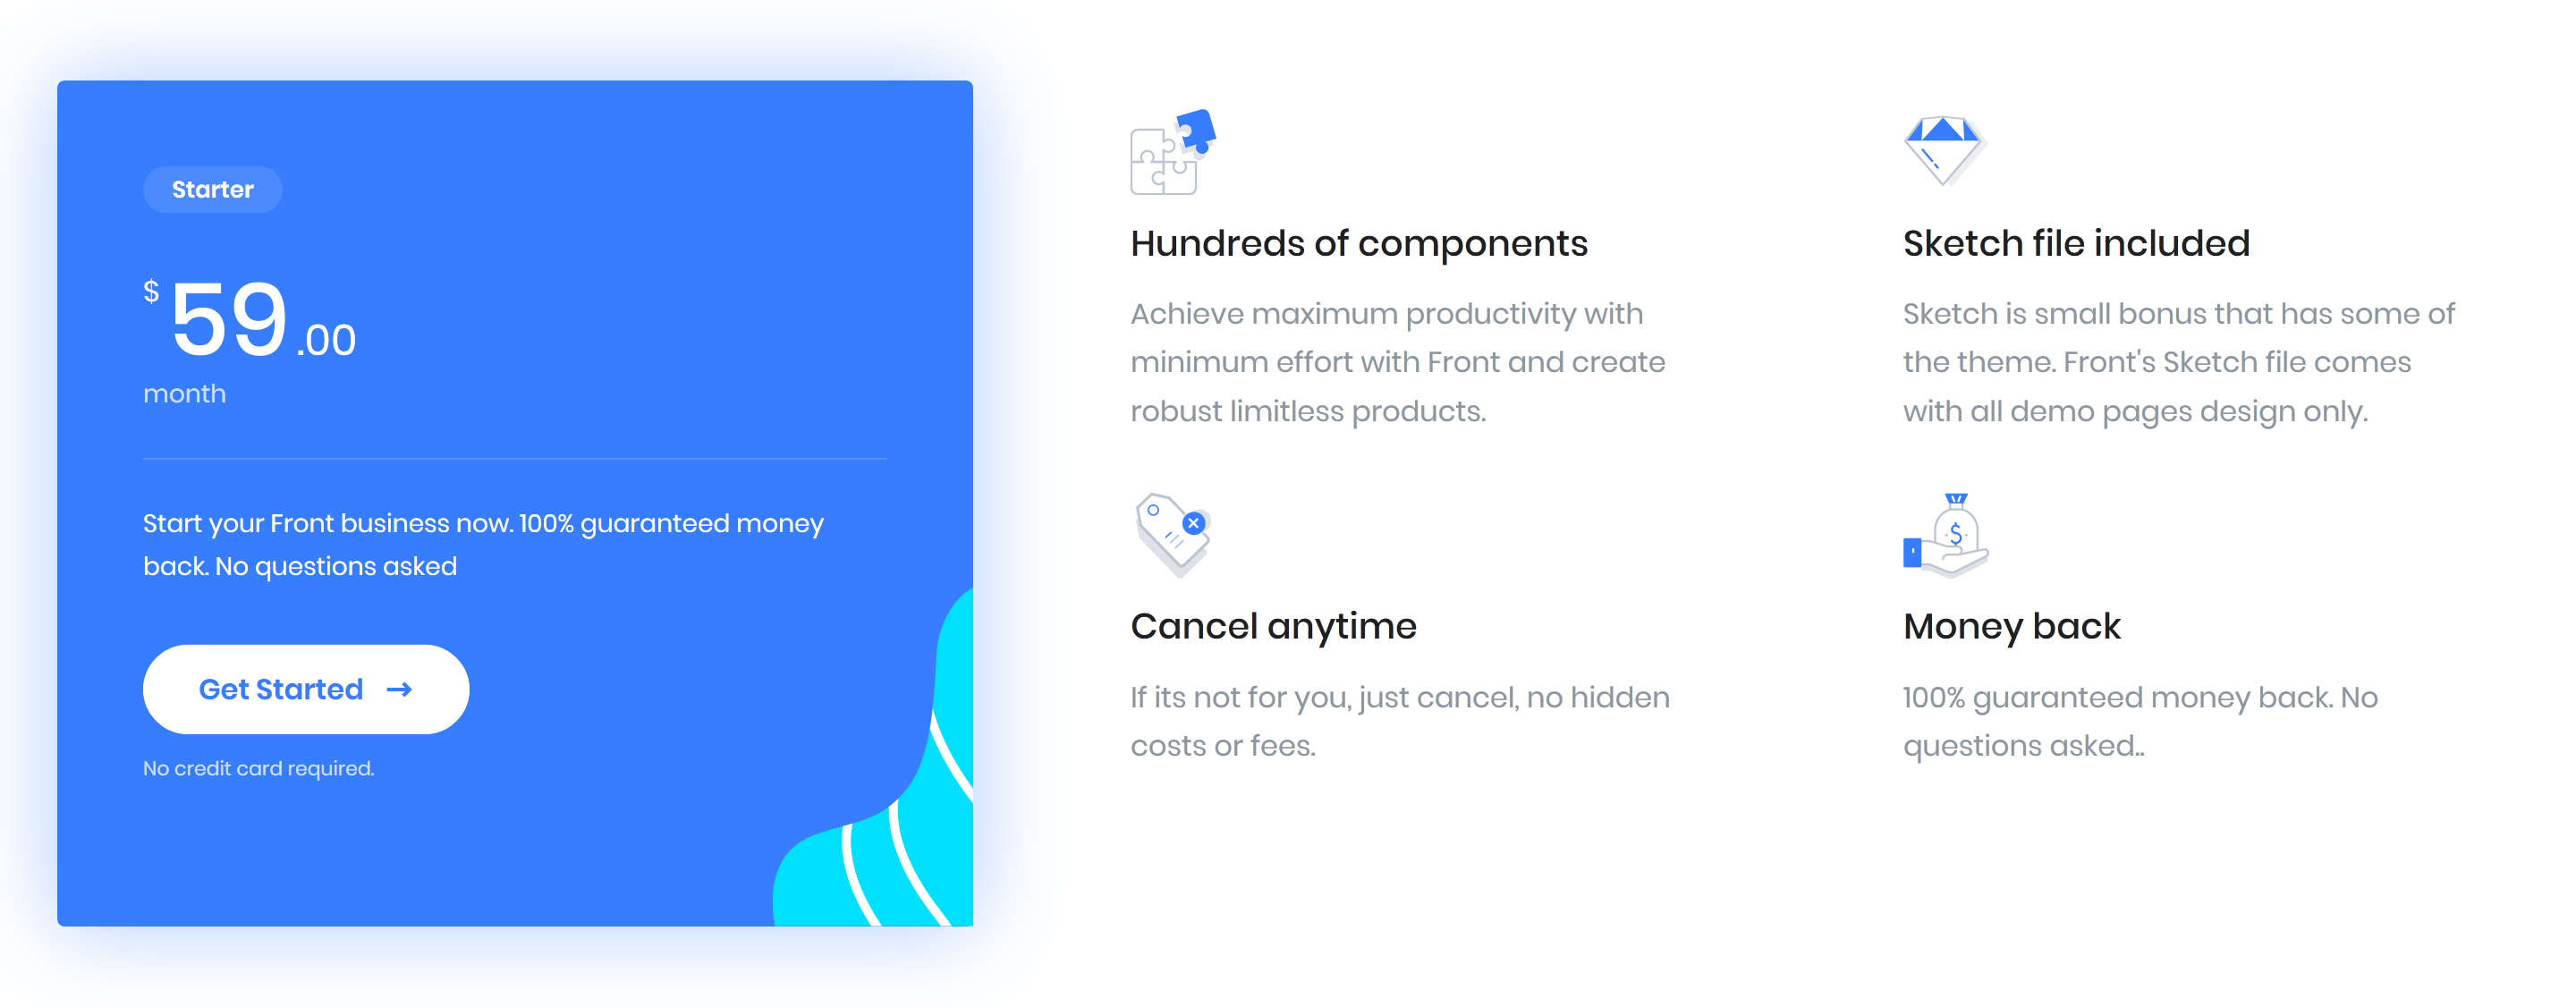 Starter
$59.00
month
Start your Front business now. 100% guaranteed money
back. No questions asked
Get Started →
No credit card required.
Hundreds of components
Achieve maximum productivity with
minimum effort with Front and create
robust limitless products.
Sketch file included
Sketch is small bonus that has some of
the theme. Front's Sketch file comes
with all demo pages design only.
Cancel anytime
If its not for you, just cancel, no hidden
costs or fees.
$
Money back
100% guaranteed money back. No
questions asked..